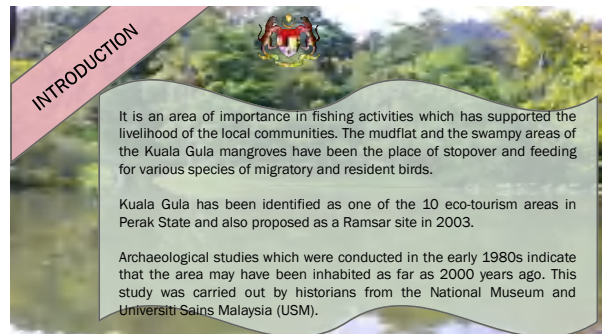 INTRODUCTION
It is an area of importance in fishing activities which has supported the
livelihood of the local communities. The mudflat and the swampy areas of
the Kuala Gula mangroves have been the place of stopover and feeding
for various species of migratory and resident birds.
Kuala Gula has been identified as one of the 10 eco-tourism areas in
Perak State and also proposed as a Ramsar site in 2003.
Archaeological studies which were conducted in the early 1980s indicate
that the area may have been inhabited as far as 2000 years ago. This
study was carried out by historians from the National Museum and
Universiti Sains Malaysia (USM).